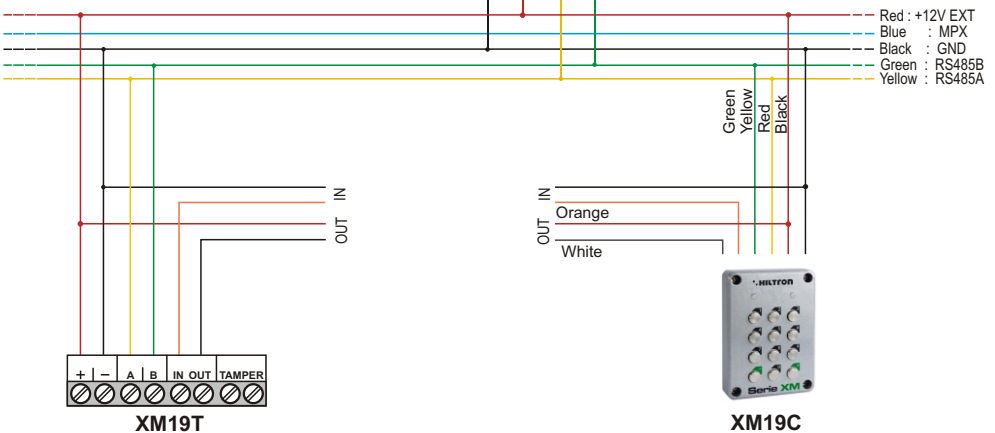 Red : +12V EXT
Blue : MPX
Black : GND
Green : RS485B
Yellow : RS485A
Green
Yellow
Red
Black
IN
OUT
IN
Orange
OUT
White
+ | − | A | B | IN OUT TAMPER
XM19T
HILTron
Serie XM
XM19C